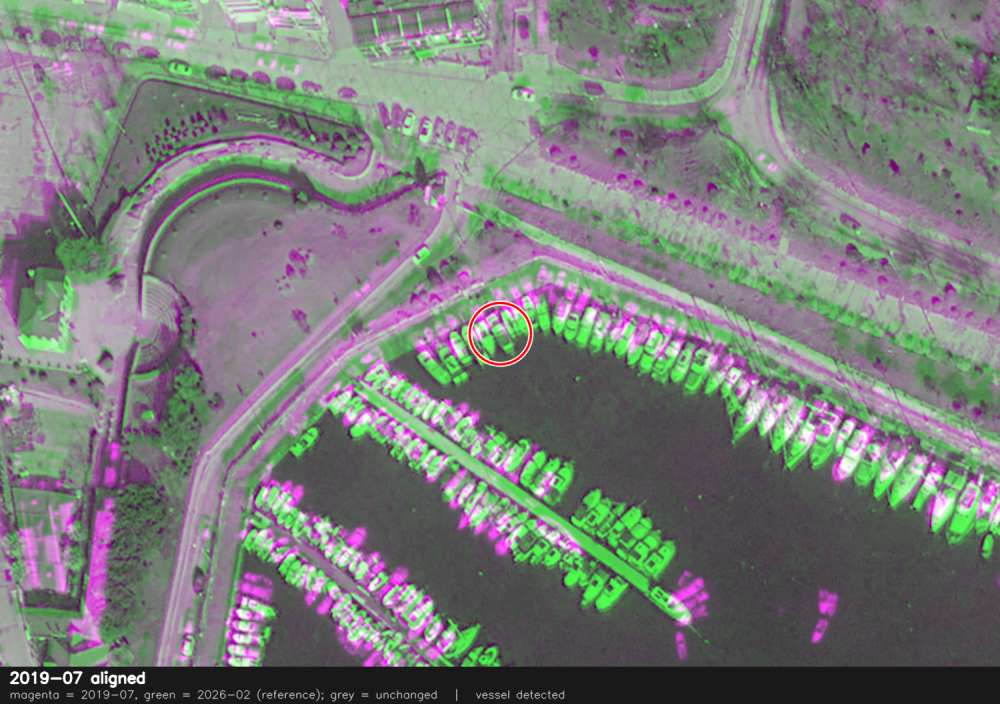 2019-07 aligned
magenta = 2019-07, green = 2026-02 (reference); grey = unchanged | vessel detected